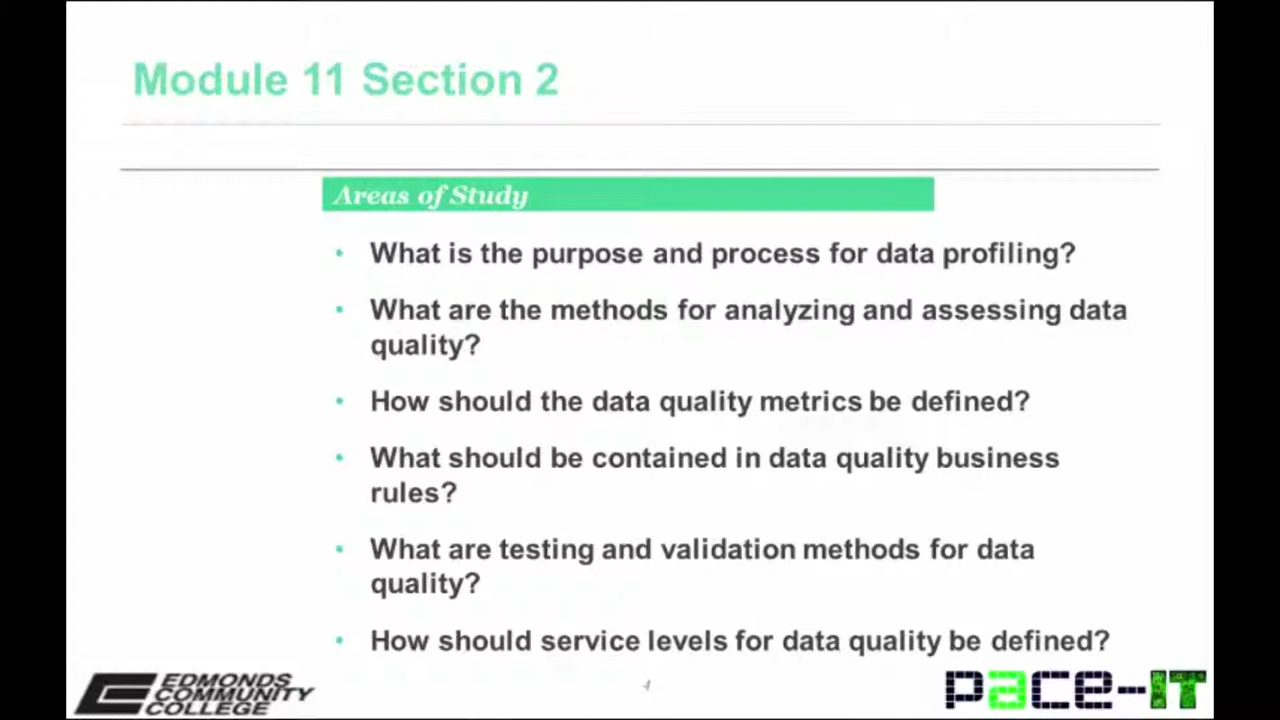 Module 11 Section 2
Areas of Study
• What is the purpose and process for data profiling?
• What are the methods for analyzing and assessing data
quality?
• How should the data quality metrics be defined?
• What should be contained in data quality business
rules?
• What are testing and validation methods for data
quality?
• How should service levels for data quality be defined?
EDMONDS
COMMUNITY
COLLEGE
4
pace-IT